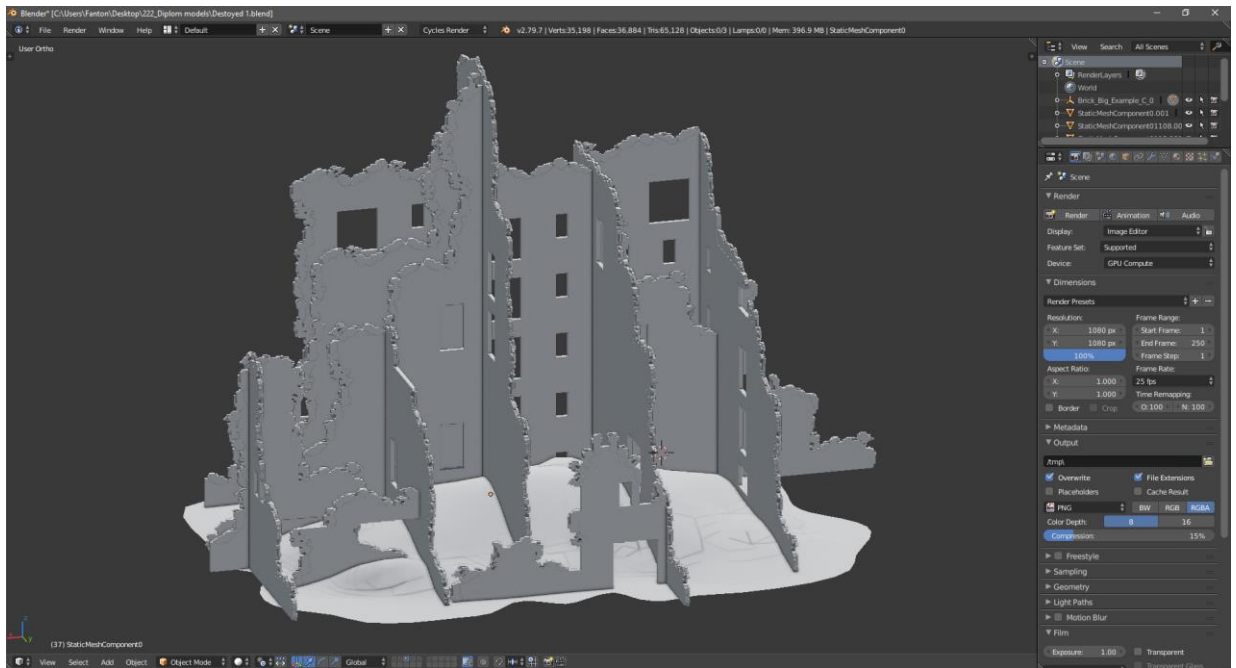 Blender* [C:\Users\Fanton\Desktop\222_Diplom models\Destoyed 1.blend]
File Render Window Help Default Scene Cycles Render v2.79.7 | Verts:35,198 | Faces:36,884 | Tris:65,128 | Objects:0/3 | Lamps:0/0 | Mem: 396.9 MB | StaticMeshComponent0
User Ortho
View Search All Scenes
Scene
RenderLayers
World
Brick_Big_Example_C_0
StaticMeshComponent0.001
StaticMeshComponent01108.00
Scene
Render
Render Animation Audio
Display: Image Editor
Feature Set: Supported
Device: GPU Compute
Dimensions
Render Presets
Resolution: Frame Range:
X: 1080 px Start Frame: 1
Y: 1080 px End Frame: 250
100% Frame Step: 1
Aspect Ratio: Frame Rate:
X: 1.000 25 fps
Y: 1.000 Time Remapping:
Border Crop O: 100 N: 100
Metadata
Output
/tmp\
Overwrite File Extensions
Placeholders Cache Result
PNG BW RGB RGBA
Color Depth: 8 16
Compression: 15%
Freestyle
Sampling
Geometry
Light Paths
Motion Blur
Film
Exposure: 1.00 Transparent
Transparent Glass
z
x y
(37) StaticMeshComponent0
View Select Add Object Object Mode Global